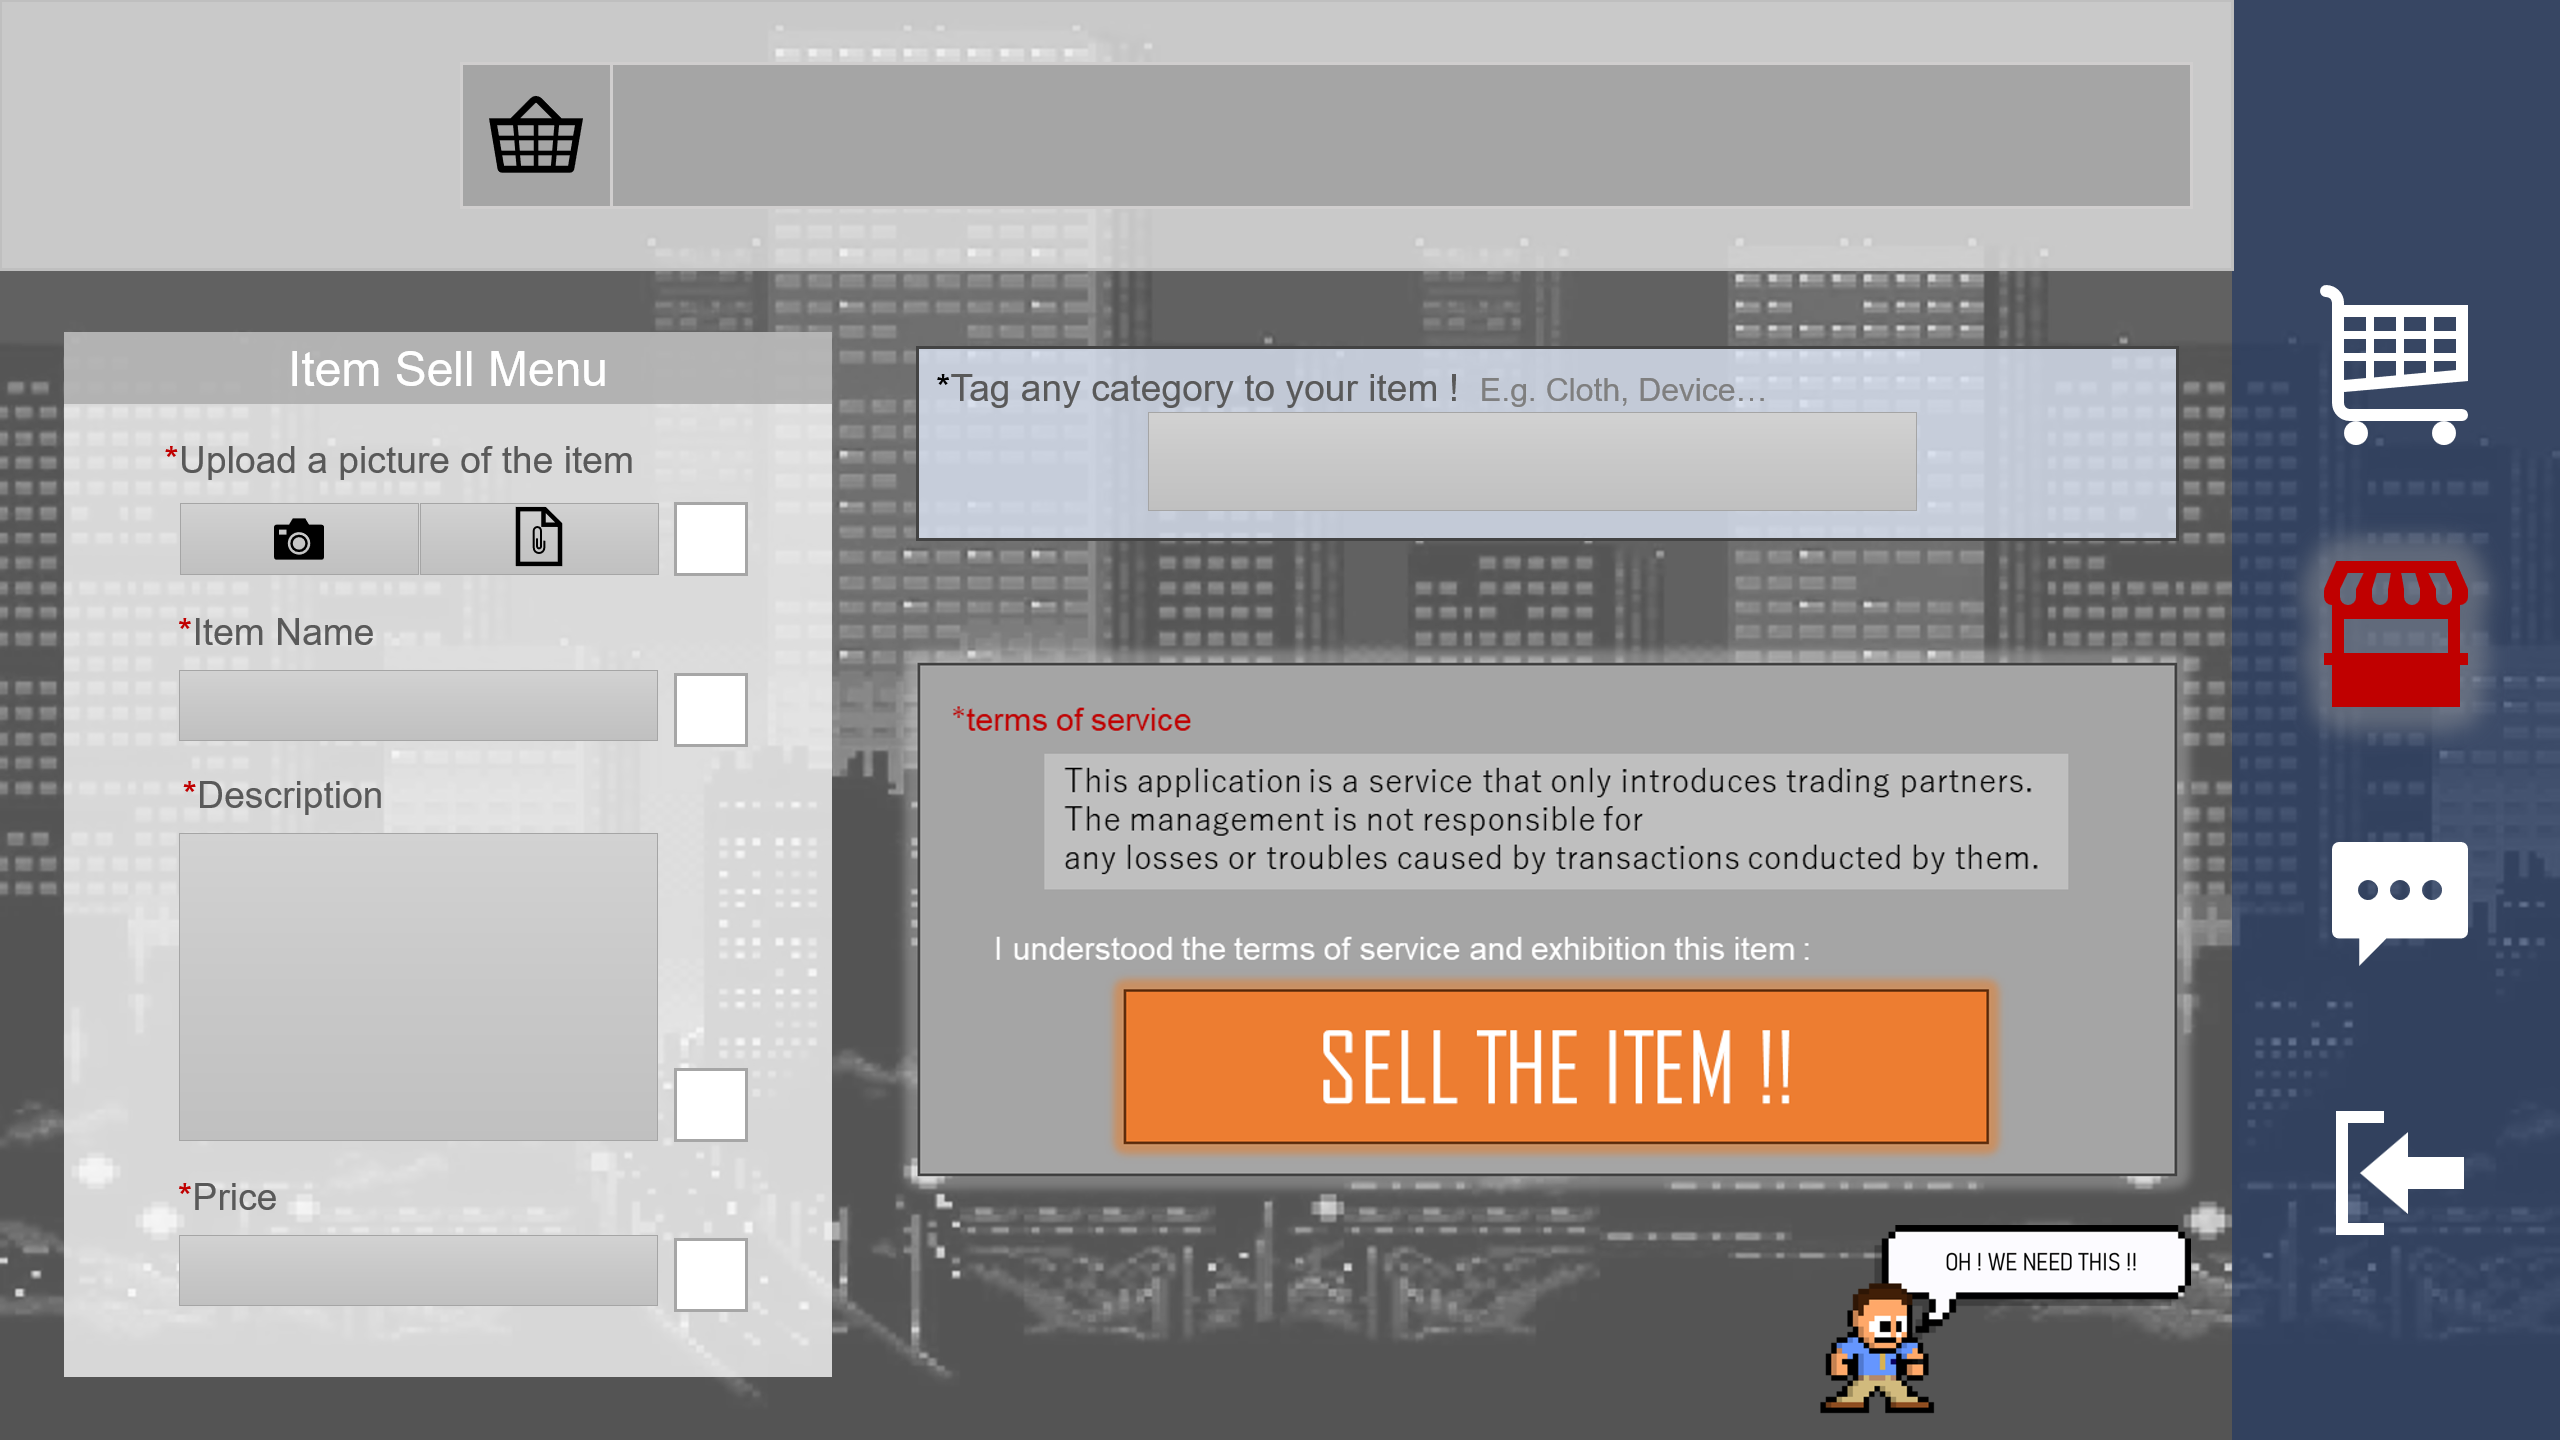 Item Sell Menu
*Upload a picture of the item
*Item Name
*Description
*Price
*Tag any category to your item ! E.g. Cloth, Device…
*terms of service
This application is a service that only introduces trading partners.
The management is not responsible for
any losses or troubles caused by transactions conducted by them.
I understood the terms of service and exhibition this item :
SELL THE ITEM !!
OH ! WE NEED THIS !!